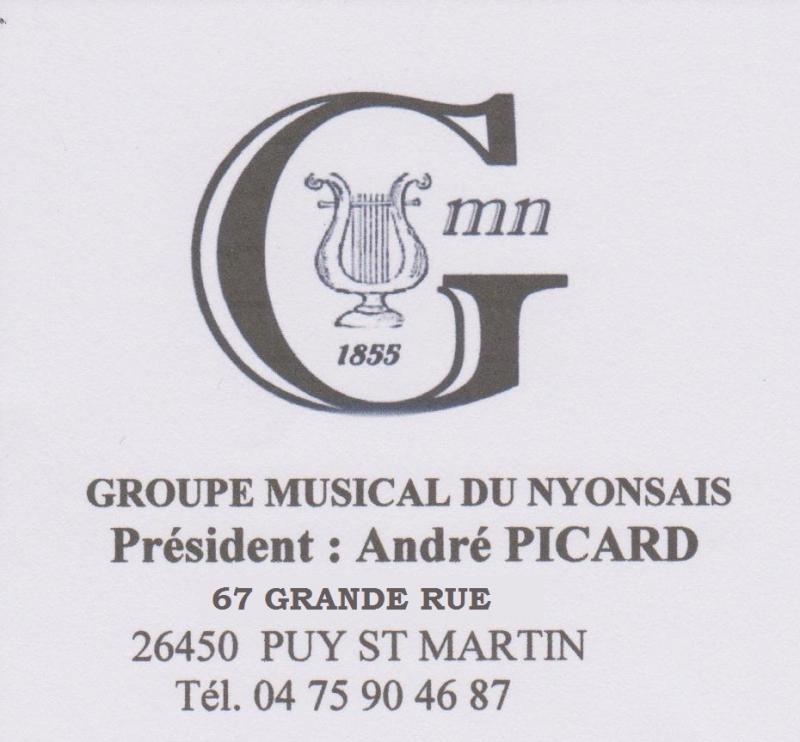 G mn
1855
GROUPE MUSICAL DU NYONSAIS
Président : André PICARD
67 GRANDE RUE
26450 PUY ST MARTIN
Tél. 04 75 90 46 87